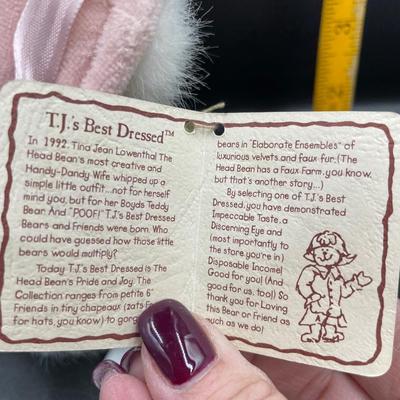 T.J.'s Best Dressed™
In 1992, Tina Jean Lowenthal The
Head Bean's most creative and
Handy-Dandy Wife whipped up a
simple little outfit...not for herself
mind you, but for her Boyds Teddy
Bear. And "POOF!" T.J.'s Best Dressed
Bears and Friends were born. Who
could have guessed how those little
bears would multiply?
Today T.J.'s Best Dressed is The
Head Bean's Pride and Joy. The
Collection ranges from petite 6"
Friends in tiny chapeaux (zats Fr
for hats, you know) to gorg
bears in "Elaborate Ensembles" of
luxurious velvets and faux fur. (The
Head Bean has a Faux Farm, you know,
but that's another story...)
By selecting one of T.J.'s Best
Dressed, you have demonstrated
Impeccable Taste, a
Discerning Eye and
(most importantly to
the store you're in)
Disposable Income!
Good for you! (And
good for us, too!) So
thank you for Loving
this Bear or Friend as
much as we do!